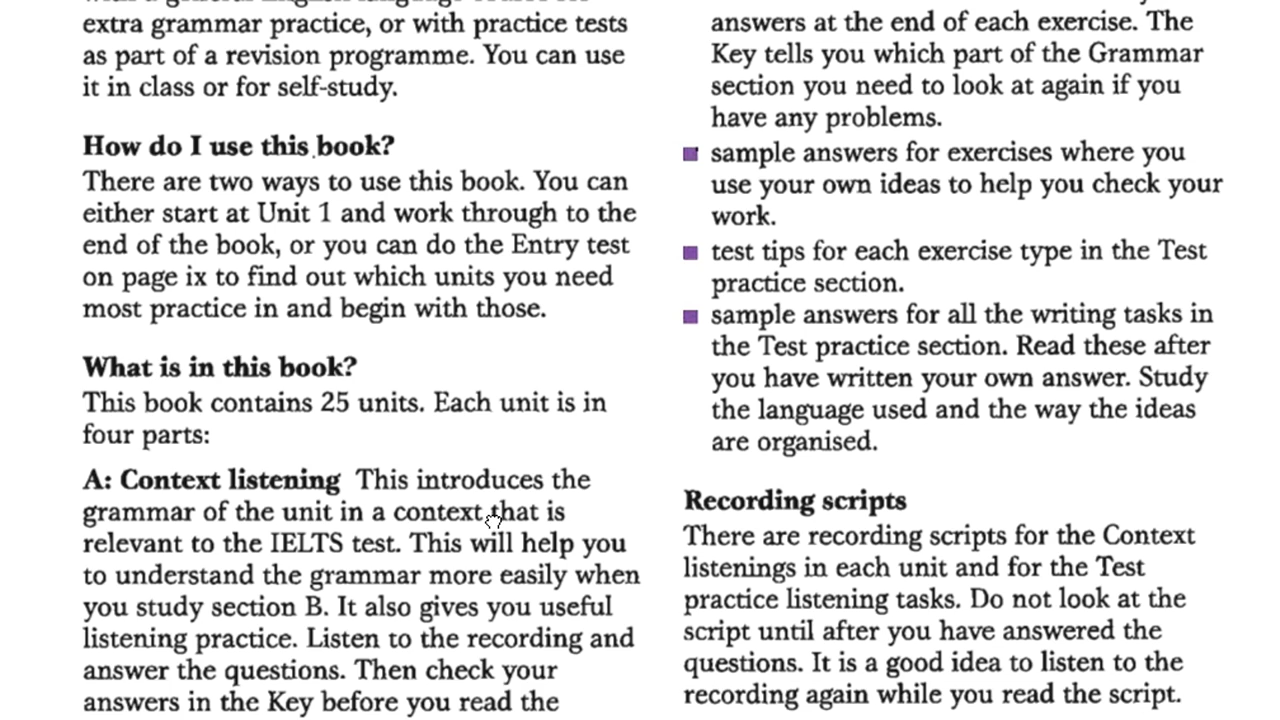 extra grammar practice, or with practice tests
as part of a revision programme. You can use
it in class or for self-study.
How do I use this book?
There are two ways to use this book. You can
either start at Unit 1 and work through to the
end of the book, or you can do the Entry test
on page ix to find out which units you need
most practice in and begin with those.
What is in this book?
This book contains 25 units. Each unit is in
four parts:
A: Context listening This introduces the
grammar of the unit in a context that is
relevant to the IELTS test. This will help you
to understand the grammar more easily when
you study section B. It also gives you useful
listening practice. Listen to the recording and
answer the questions. Then check your
answers in the Key before you read the
answers at the end of each exercise. The
Key tells you which part of the Grammar
section you need to look at again if you
have any problems.
sample answers for exercises where you
use your own ideas to help you check your
work.
test tips for each exercise type in the Test
practice section.
sample answers for all the writing tasks in
the Test practice section. Read these after
you have written your own answer. Study
the language used and the way the ideas
are organised.
Recording scripts
There are recording scripts for the Context
listenings in each unit and for the Test
practice listening tasks. Do not look at the
script until after you have answered the
questions. It is a good idea to listen to the
recording again while you read the script.